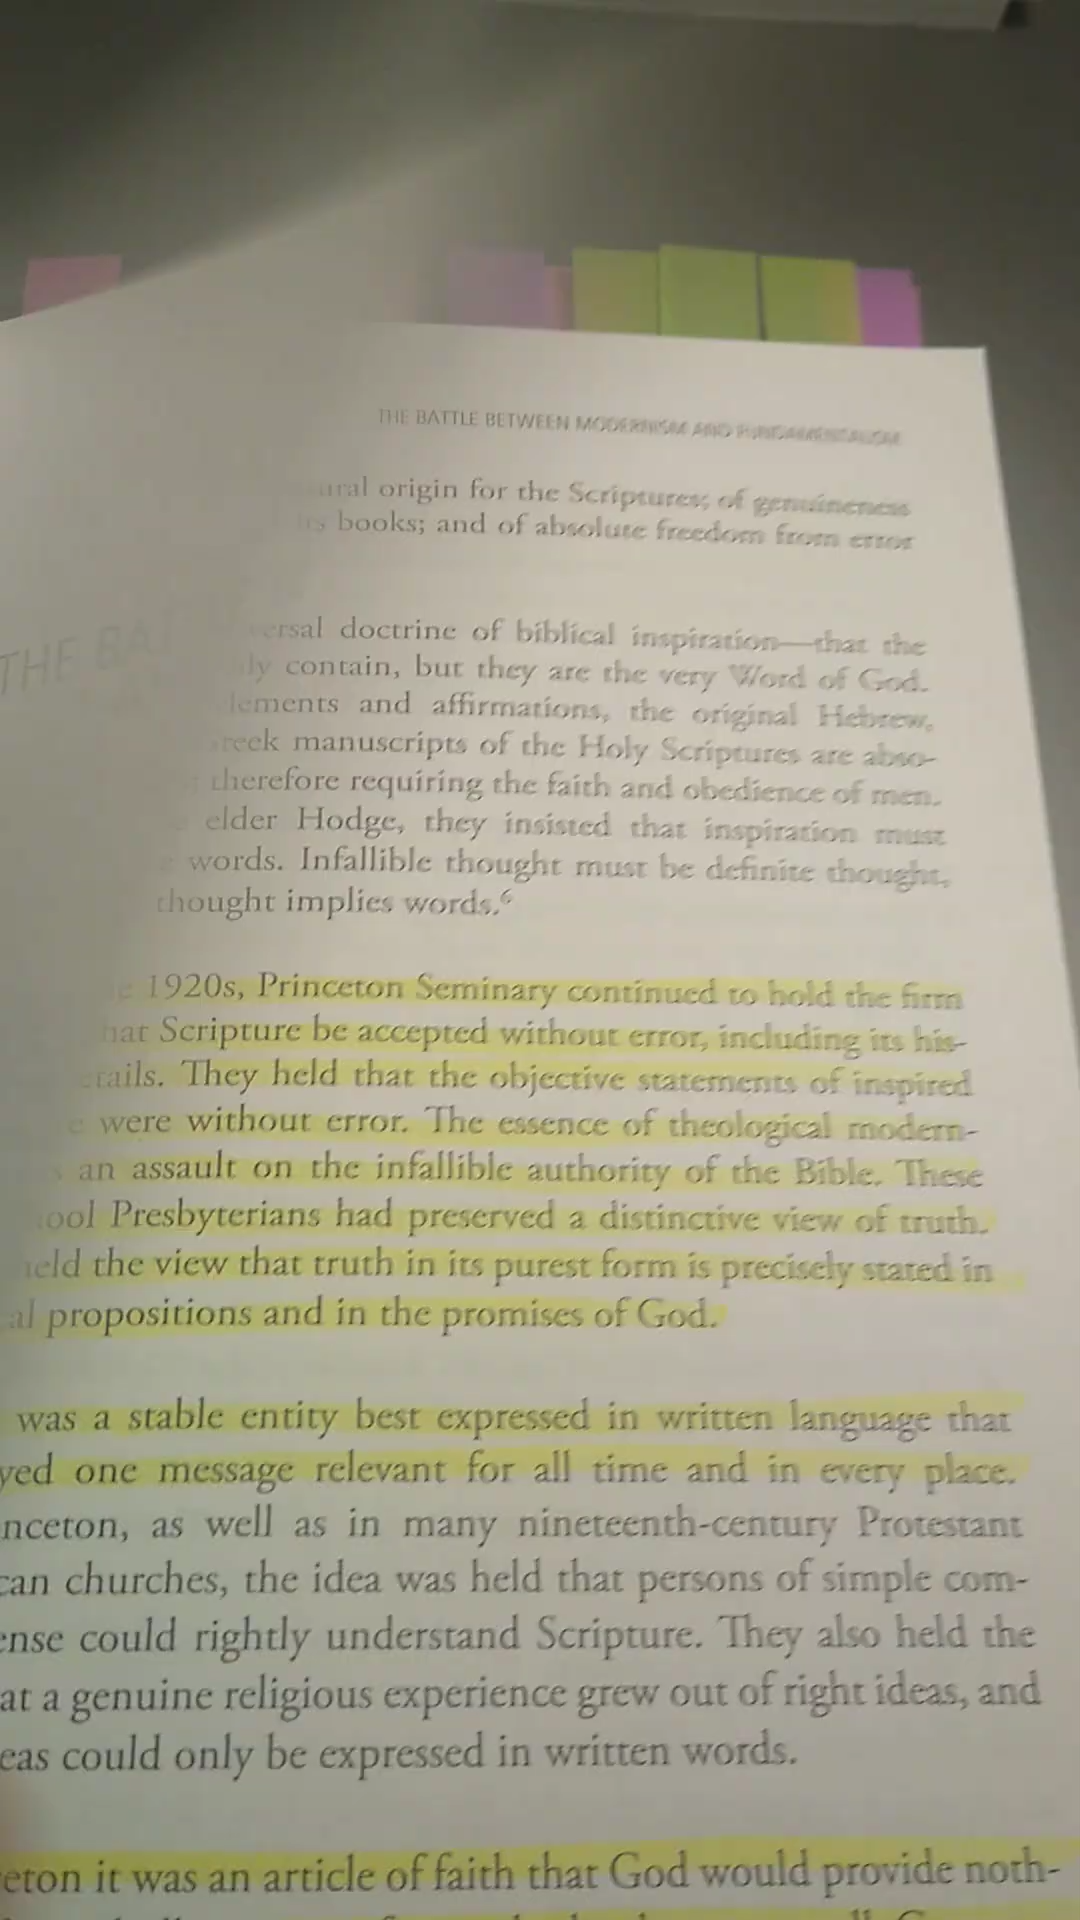 THE BATTLE BETWEEN MODERNISM AND FUNDAMENTALISM
ural origin for the Scriptures; of genuineness
books; and of absolute freedom from error
THE BA
ersal doctrine of biblical inspiration—that the
ly contain, but they are the very Word of God.
lements and affirmations, the original Hebrew,
reek manuscripts of the Holy Scriptures are abso-
therefore requiring the faith and obedience of men.
elder Hodge, they insisted that inspiration must
words. Infallible thought must be definite thought,
thought implies words.6
1920s, Princeton Seminary continued to hold the firm
hat Scripture be accepted without error, including its his-
tails. They held that the objective statements of inspired
were without error. The essence of theological modern-
an assault on the infallible authority of the Bible. These
ool Presbyterians had preserved a distinctive view of truth.
ield the view that truth in its purest form is precisely stated in
al propositions and in the promises of God.
was a stable entity best expressed in written language that
yed one message relevant for all time and in every place.
nceton, as well as in many nineteenth-century Protestant
can churches, the idea was held that persons of simple com-
ense could rightly understand Scripture. They also held the
at a genuine religious experience grew out of right ideas, and
eas could only be expressed in written words.
eton it was an article of faith that God would provide noth-